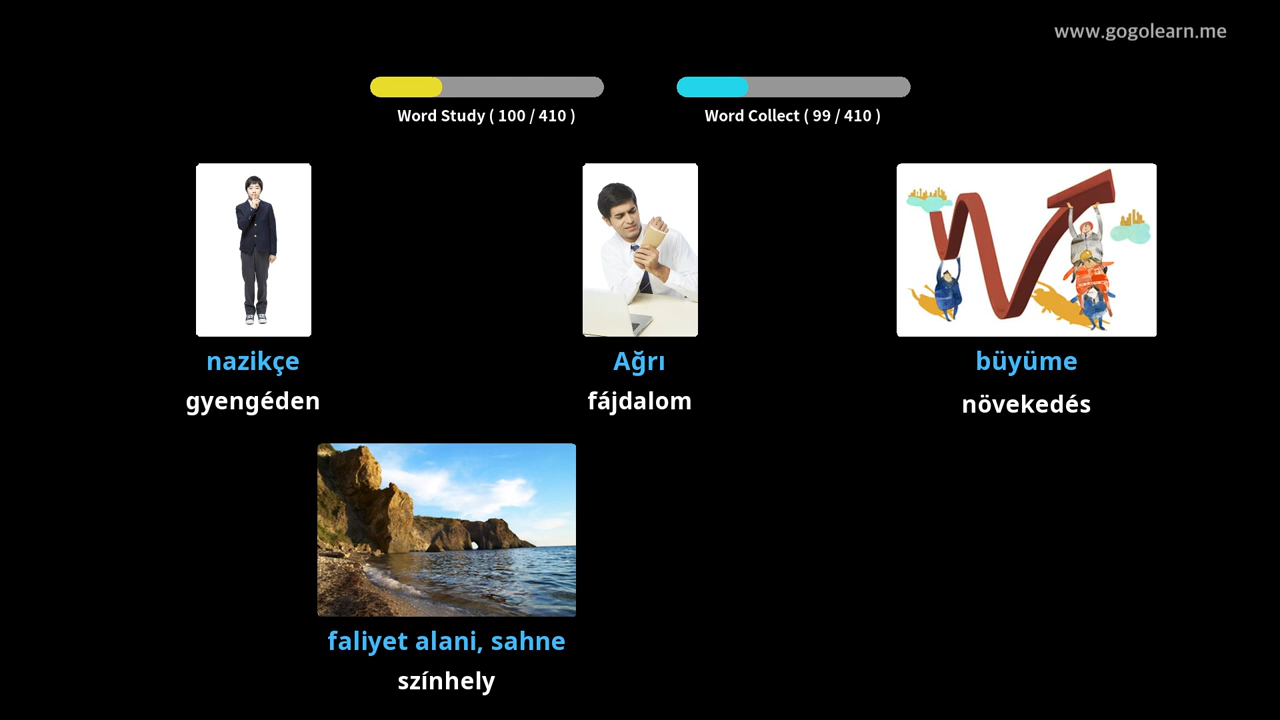 www.gogolearn.me
Word Study ( 100 / 410 )
Word Collect ( 99 / 410 )
nazikçe
gyengéden
Ağrı
fájdalom
büyüme
növekedés
faliyet alani, sahne
színhely